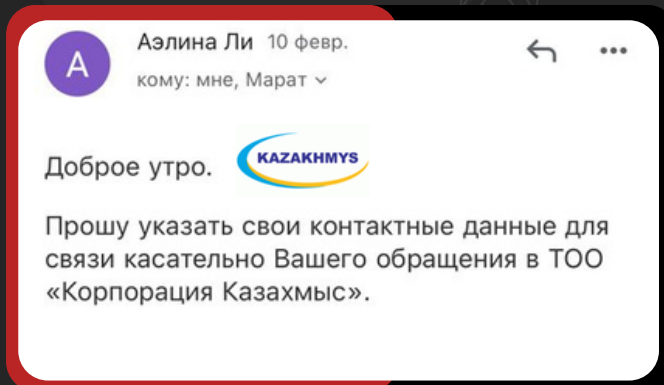 Аэлина Ли 10 февр.
А
кому: мне, Марат
Доброе утро.
KAZAKHMYS
Прошу указать свои контактные данные для
связи касательно Вашего обращения в ТОО
«Корпорация Казахмыс».